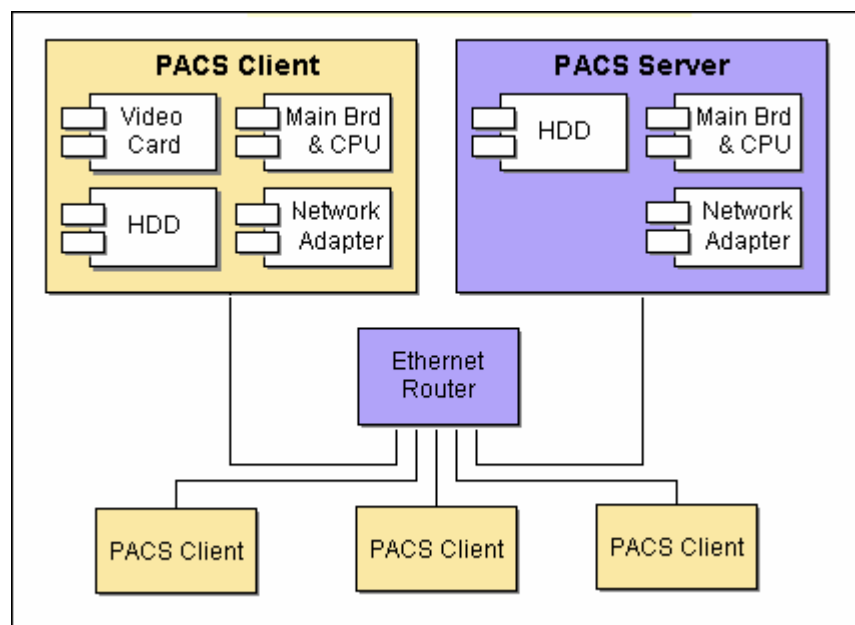 PACS Client
Video
Card
Main Brd
& CPU
HDD
Network
Adapter
PACS Server
HDD
Main Brd
& CPU
Network
Adapter
Ethernet
Router
PACS Client
PACS Client
PACS Client